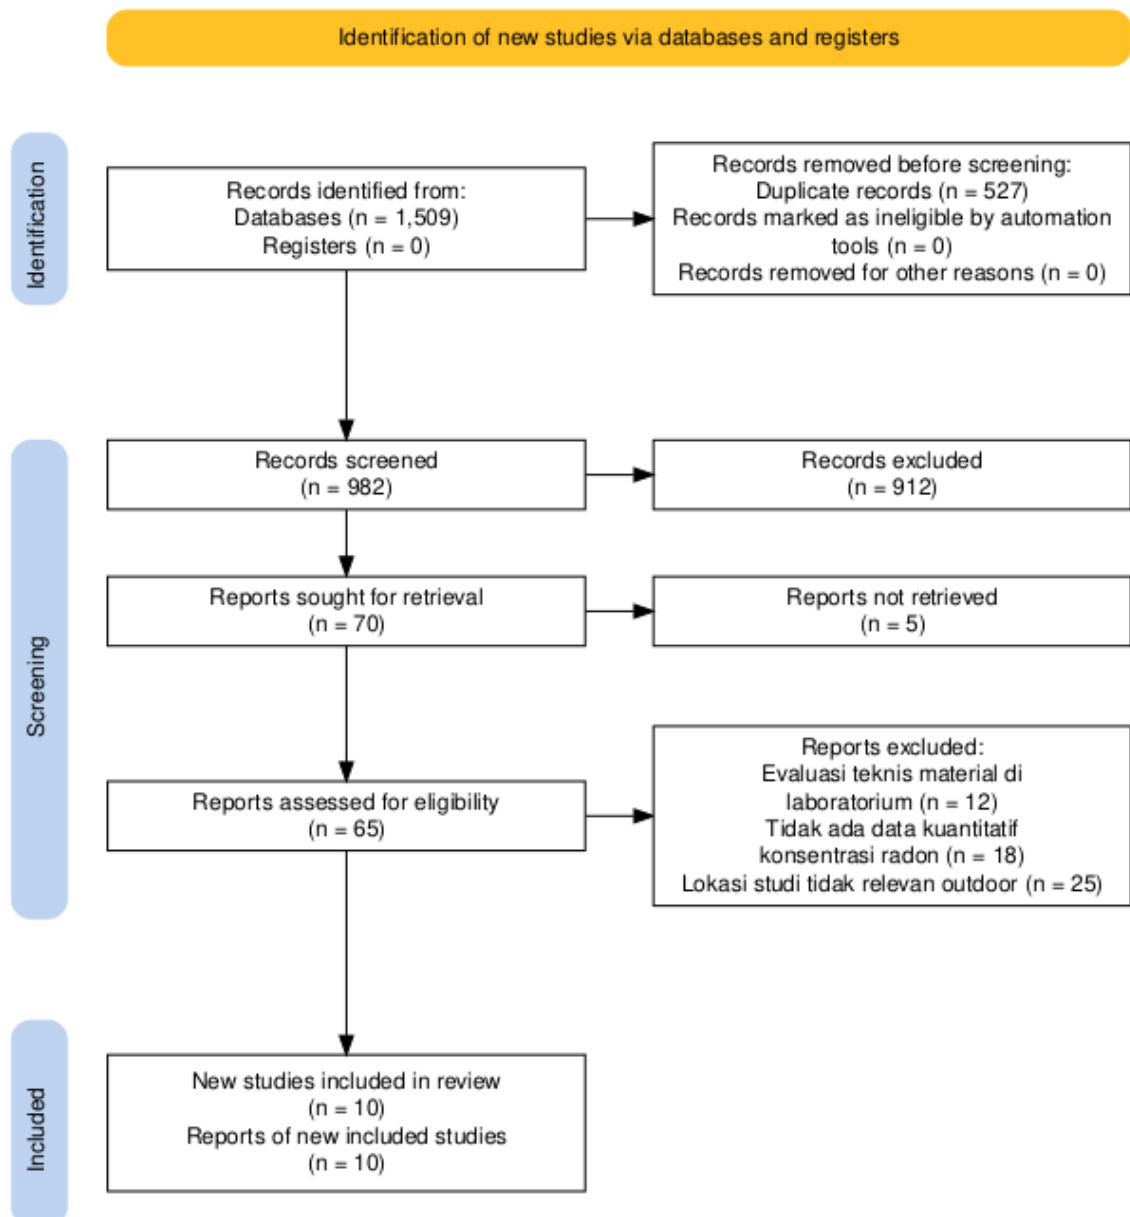 Identification of new studies via databases and registers
Identification
Records identified from:
Databases (n = 1,509)
Registers (n = 0)
Records removed before screening:
Duplicate records (n = 527)
Records marked as ineligible by automation
tools (n = 0)
Records removed for other reasons (n = 0)
Screening
Records screened
(n = 982)
Records excluded
(n = 912)
Reports sought for retrieval
(n = 70)
Reports not retrieved
(n = 5)
Reports assessed for eligibility
(n = 65)
Reports excluded:
Evaluasi teknis material di
laboratorium (n = 12)
Tidak ada data kuantitatif
konsentrasi radon (n = 18)
Lokasi studi tidak relevan outdoor (n = 25)
Included
New studies included in review
(n = 10)
Reports of new included studies
(n = 10)